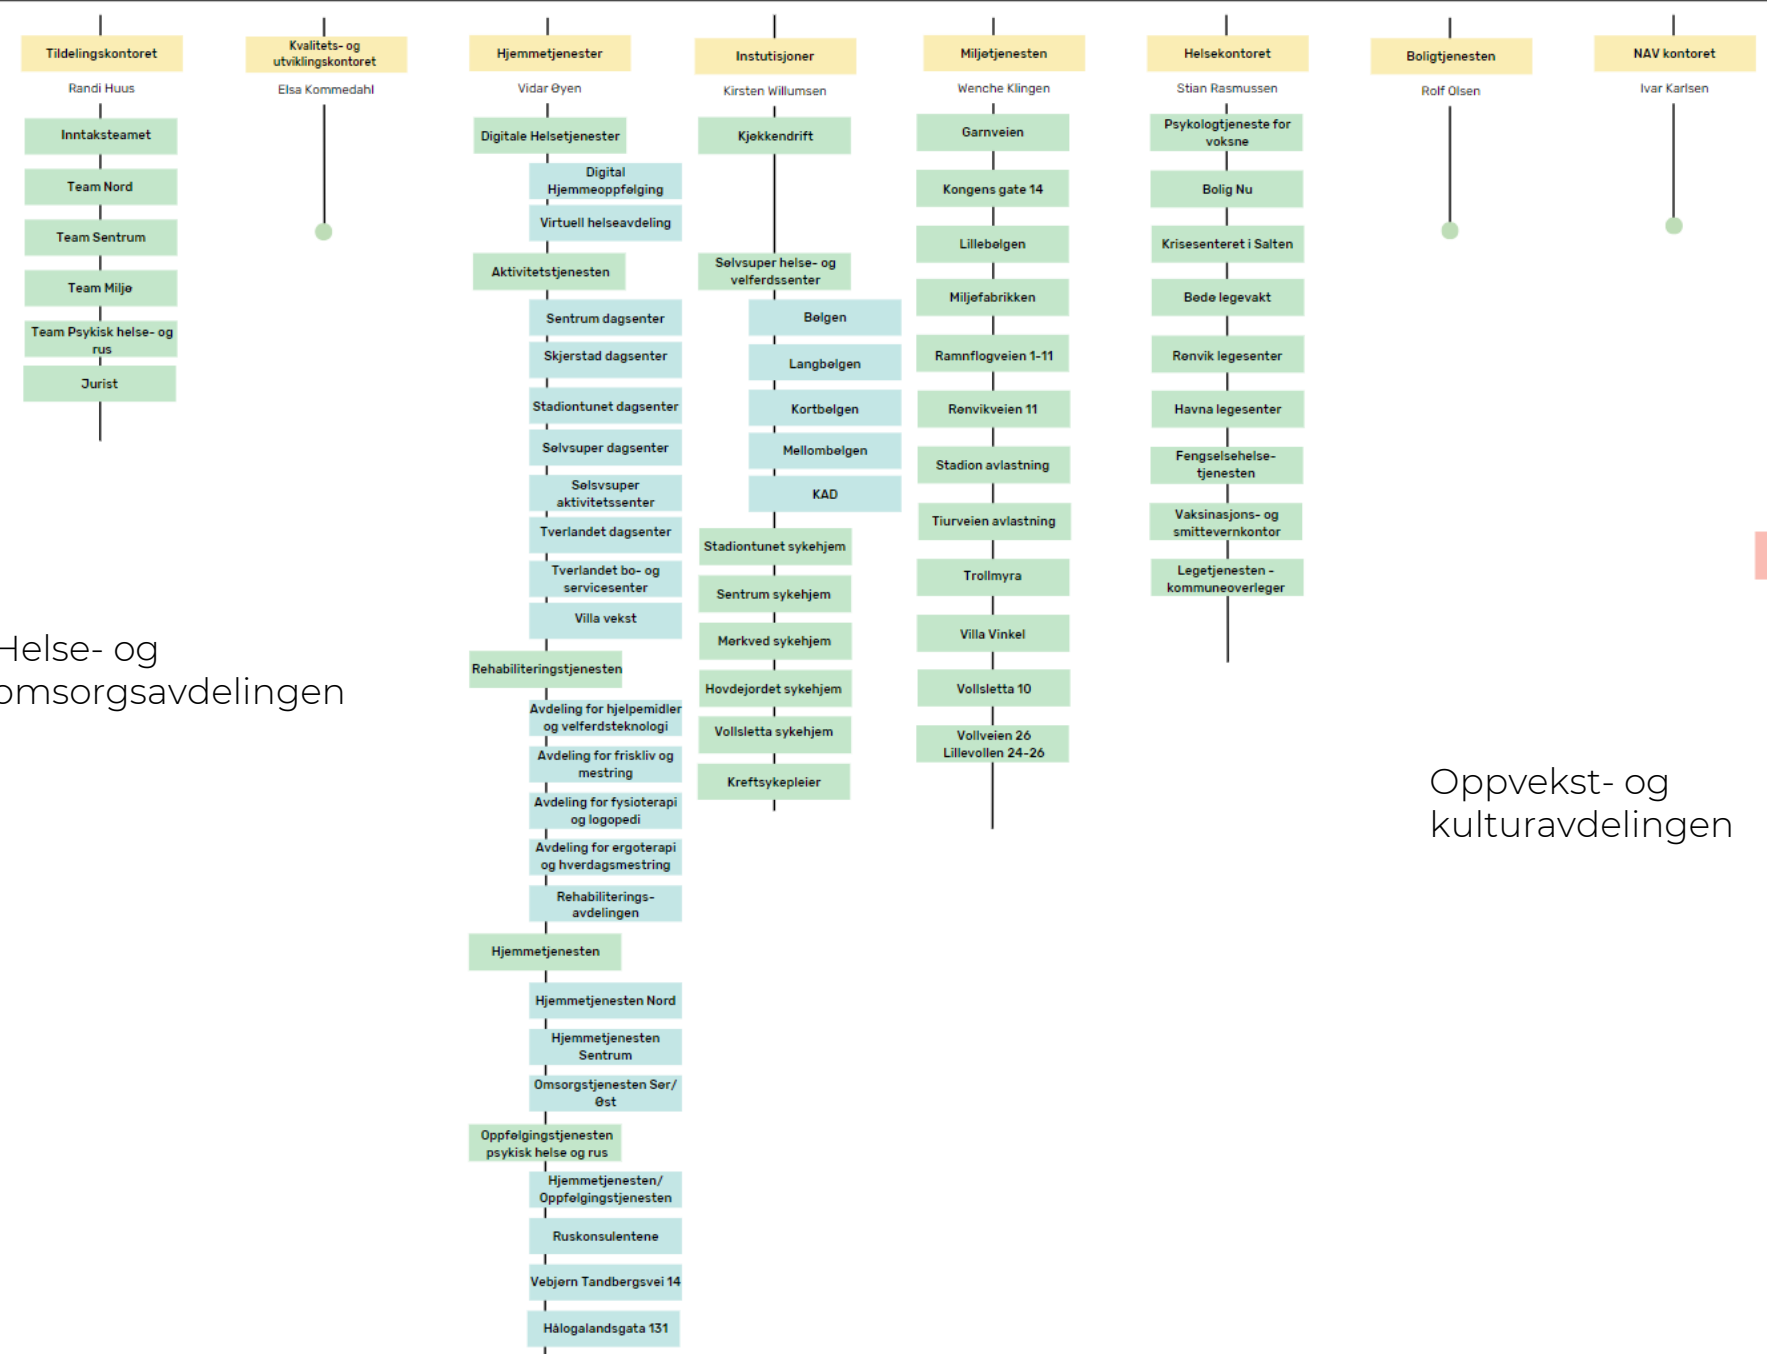 Tildelingskontoret
Randi Huus
Inntaksteamet
Team Nord
Team Sentrum
Team Miljø
Team Psykisk helse- og
rus
Jurist
Kvalitets- og
utviklingskontoret
Elsa Kommedahl
Hjemmetjenester
Vidar Øyen
Digitale Helsetjenester
Digital
Hjemmeoppfølging
Virtuell helseavdeling
Aktivitetstjenesten
Sentrum dagsenter
Skjerstad dagsenter
Stadiontunet dagsenter
Sølvsuper dagsenter
Sølsvsuper
aktivitetssenter
Tverlandet dagsenter
Tverlandet bo- og
servicesenter
Villa vekst
Rehabiliteringstjenesten
Avdeling for hjelpemidler
og velferdsteknologi
Avdeling for friskliv og
mestring
Avdeling for fysioterapi
og logopedi
Avdeling for ergoterapi
og hverdagsmestring
Rehabiliterings-
avdelingen
Hjemmetjenesten
Hjemmetjenesten Nord
Hjemmetjenesten
Sentrum
Omsorgstjenesten Sør/
Øst
Oppfølgingstjenesten
psykisk helse og rus
Hjemmetjenesten/
Oppfølgingstjenesten
Ruskonsulentene
Vebjørn Tandbergsvei 14
Hålogalandsgata 131
Instutisjoner
Kirsten Willumsen
Kjøkkendrift
Sølvsuper helse- og
velferdssenter
Bølgen
Langbølgen
Kortbølgen
Mellombølgen
KAD
Stadiontunet sykehjem
Sentrum sykehjem
Mørkved sykehjem
Hovdejordet sykehjem
Vollsletta sykehjem
Kreftsykepleier
Miljøtjenesten
Wenche Klingen
Garnveien
Kongens gate 14
Lillebølgen
Miljøfabrikken
Ramnflogveien 1-11
Rønvikveien 11
Stadion avlastning
Tiurveien avlastning
Trollmyra
Villa Vinkel
Vollsletta 10
Vollveien 26
Lillevollen 24-26
Helsekontoret
Stian Rasmussen
Psykologtjeneste for
voksne
Bolig Nu
Krisesenteret i Salten
Bodø legevakt
Rønvik legesenter
Havna legesenter
Fengselsehelse-
tjenesten
Vaksinasjons- og
smittevernkontor
Legetjenesten -
kommuneoverleger
Boligtjenesten
Rolf Olsen
NAV kontoret
Ivar Karlsen
Helse- og
omsorgsavdelingen
Oppvekst- og
kulturavdelingen